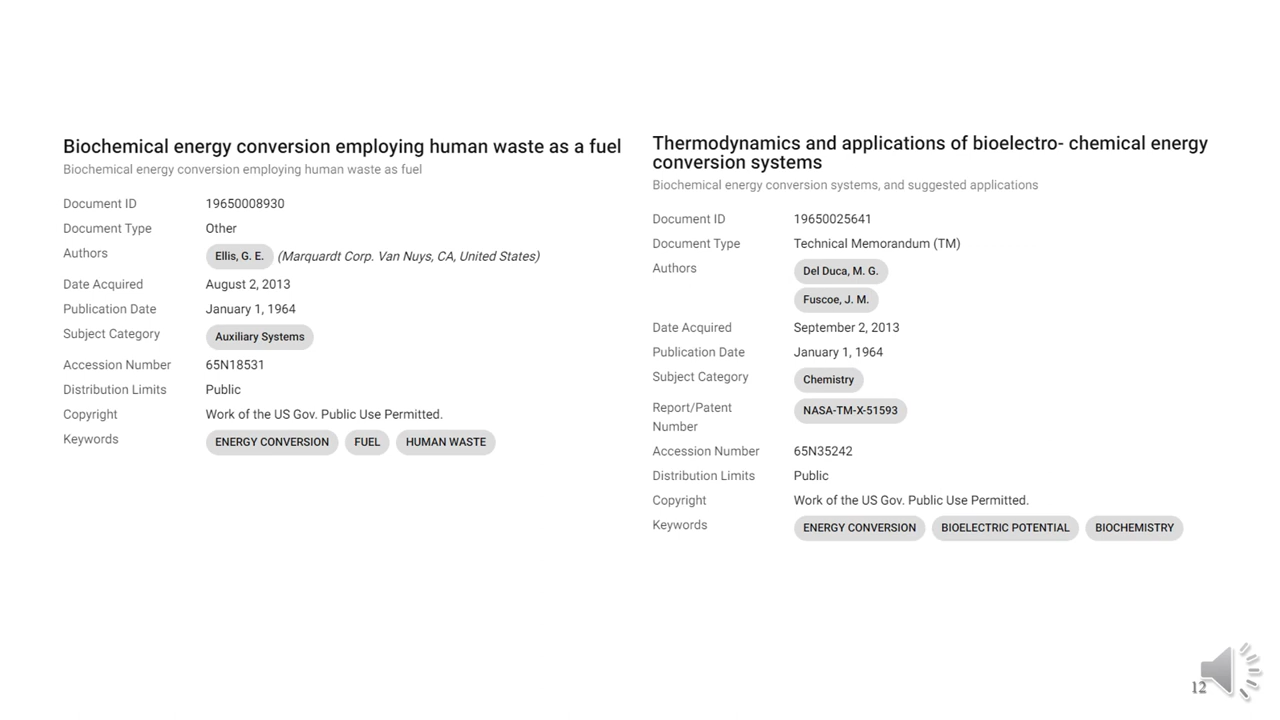 Biochemical energy conversion employing human waste as a fuel
Biochemical energy conversion employing human waste as fuel
Document ID 19650008930
Document Type Other
Authors Ellis, G. E. (Marquardt Corp. Van Nuys, CA, United States)
Date Acquired August 2, 2013
Publication Date January 1, 1964
Subject Category Auxiliary Systems
Accession Number 65N18531
Distribution Limits Public
Copyright Work of the US Gov. Public Use Permitted.
Keywords ENERGY CONVERSION FUEL HUMAN WASTE
Thermodynamics and applications of bioelectro- chemical energy
conversion systems
Biochemical energy conversion systems, and suggested applications
Document ID 19650025641
Document Type Technical Memorandum (TM)
Authors Del Duca, M. G.
Fuscoe, J. M.
Date Acquired September 2, 2013
Publication Date January 1, 1964
Subject Category Chemistry
Report/Patent NASA-TM-X-51593
Number
Accession Number 65N35242
Distribution Limits Public
Copyright Work of the US Gov. Public Use Permitted.
Keywords ENERGY CONVERSION BIOELECTRIC POTENTIAL BIOCHEMISTRY
12